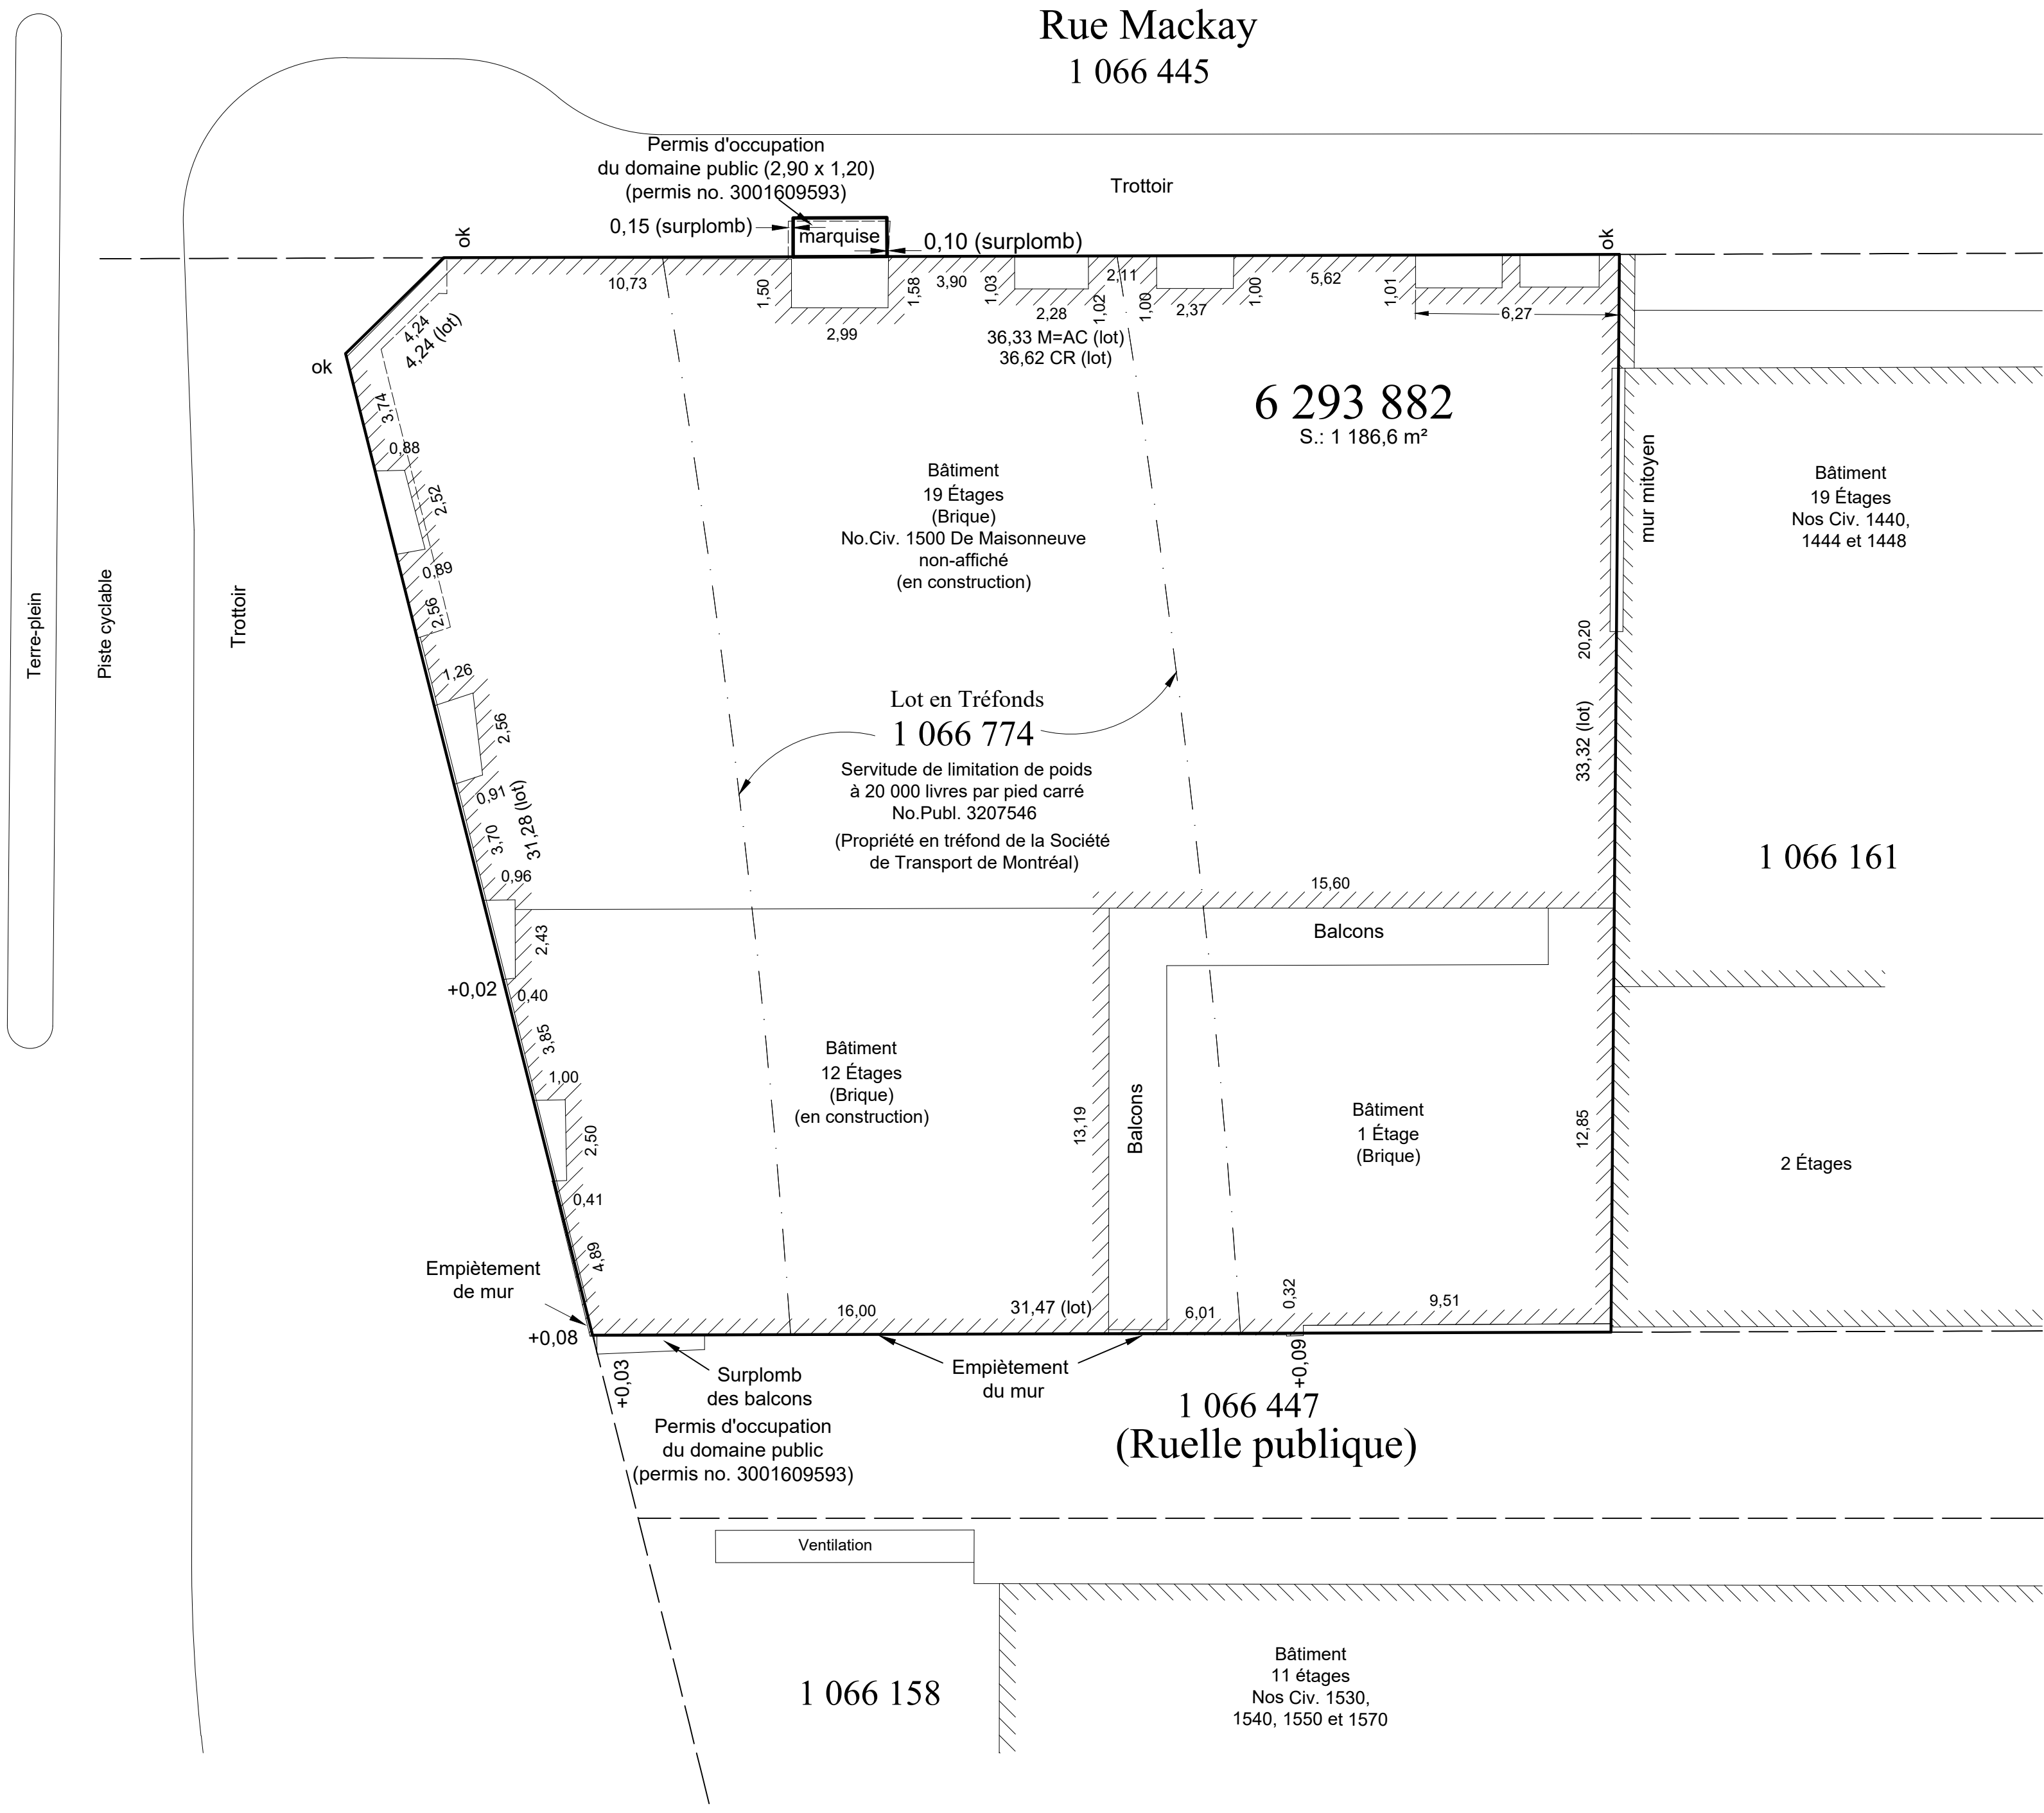 Rue Mackay
1 066 445
Permis d'occupation
du domaine public (2,90 x 1,20)
(permis no. 3001609593)
Trottoir
0,15 (surplomb)
marquise
0,10 (surplomb)
ok
ok
ok
10,73
1,50
2,99
1,58
3,90
1,03
2,28
1,02
2,11
1,00
2,37
1,00
5,62
1,01
6,27
36,33 M=AC (lot)
36,62 CR (lot)
4,24
4,24 (lot)
6 293 882
S.: 1 186,6 m²
3,74
0,88
2,52
0,89
2,56
1,26
2,56
0,91
3,70
31,28 (lot)
0,96
2,43
+0,02
0,40
3,85
1,00
2,50
0,41
4,89
Terre-plein
Piste cyclable
Trottoir
Bâtiment
19 Étages
(Brique)
No.Civ. 1500 De Maisonneuve
non-affiché
(en construction)
mur mitoyen
Bâtiment
19 Étages
Nos Civ. 1440,
1444 et 1448
20,20
33,32 (lot)
Lot en Tréfonds
1 066 774
Servitude de limitation de poids
à 20 000 livres par pied carré
No.Publ. 3207546
(Propriété en tréfond de la Société
de Transport de Montréal)
1 066 161
15,60
Balcons
Balcons
13,19
Bâtiment
12 Étages
(Brique)
(en construction)
Bâtiment
1 Étage
(Brique)
12,85
2 Étages
Empiètement
de mur
+0,08
16,00
31,47 (lot)
6,01
0,32
9,51
+0,03
Surplomb
des balcons
Permis d'occupation
du domaine public
(permis no. 3001609593)
Empiètement
du mur
+0,09
1 066 447
(Ruelle publique)
Ventilation
1 066 158
Bâtiment
11 étages
Nos Civ. 1530,
1540, 1550 et 1570